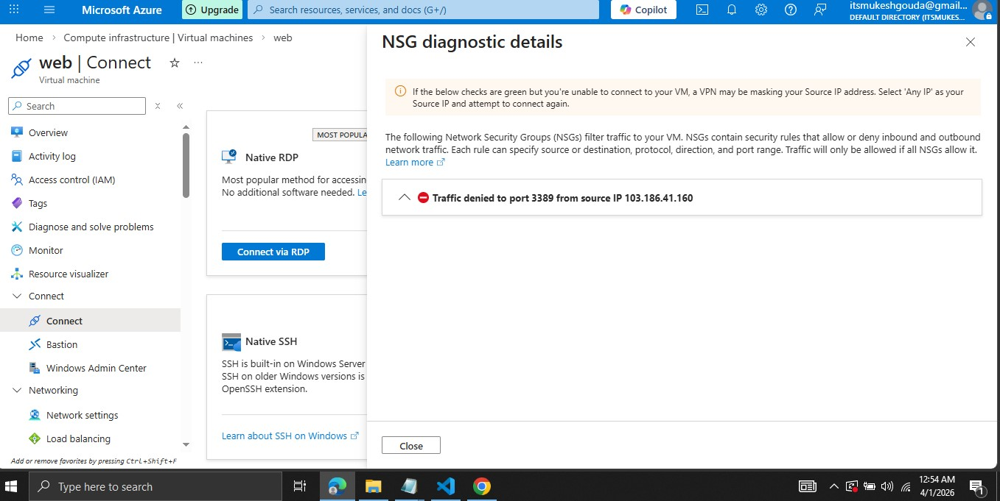 Microsoft Azure
Upgrade
Search resources, services, and docs (G+/)
Copilot
itsmukeshgouda@gmail....
DEFAULT DIRECTORY (ITSMUKES...
Home > Compute infrastructure | Virtual machines > web
web | Connect
Virtual machine
Search
Overview
Activity log
Access control (IAM)
Tags
Diagnose and solve problems
Monitor
Resource visualizer
Connect
Connect
Bastion
Windows Admin Center
Networking
Network settings
Load balancing
Add or remove favorites by pressing Ctrl+Shift+F
MOST POPULA
Native RDP
Most popular method for accessin
No additional software needed. Le
Connect via RDP
Native SSH
SSH is built-in on Windows Server
SSH on older Windows versions is
OpenSSH extension.
Learn about SSH on Windows
NSG diagnostic details
If the below checks are green but you're unable to connect to your VM, a VPN may be masking your Source IP address. Select 'Any IP' as your
Source IP and attempt to connect again.
The following Network Security Groups (NSGs) filter traffic to your VM. NSGs contain security rules that allow or deny inbound and outbound
network traffic. Each rule can specify source or destination, protocol, direction, and port range. Traffic will only be allowed if all NSGs allow it.
Learn more
Traffic denied to port 3389 from source IP 103.186.41.160
Close
Type here to search
12:54 AM
4/1/2026
1